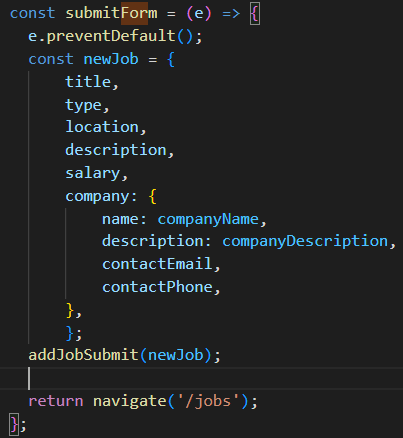 const submitForm = (e) => {
e.preventDefault();
const newJob = {
title,
type,
location,
description,
salary,
company: {
name: companyName,
description: companyDescription,
contactEmail,
contactPhone,
},
};
addJobSubmit(newJob);
return navigate('/jobs');
};